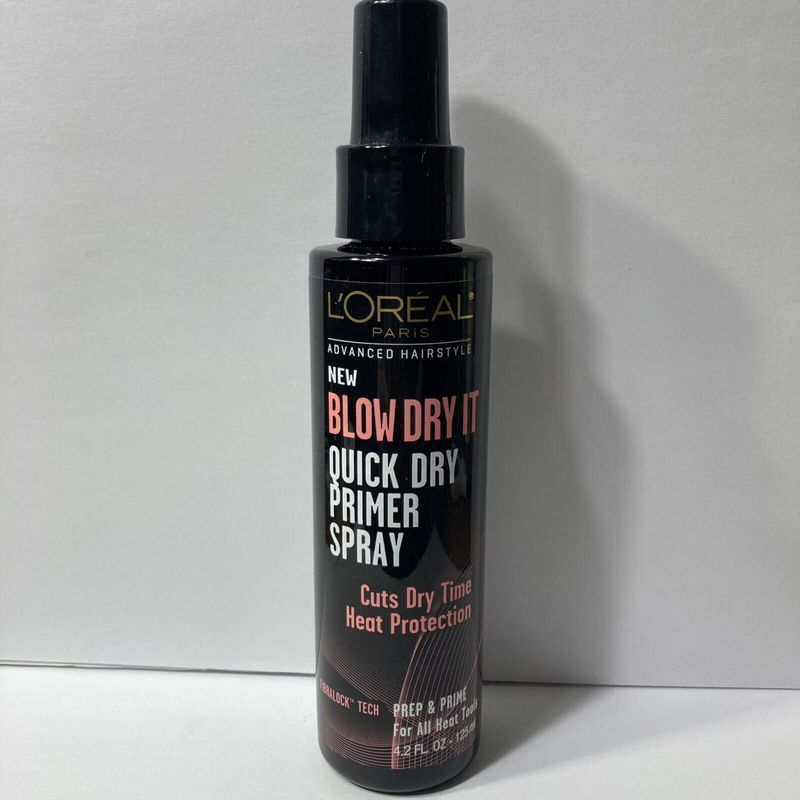 L'ORÉAL®
PARIS
ADVANCED HAIRSTYLE
NEW
BLOW DRY IT
QUICK DRY
PRIMER
SPRAY
Cuts Dry Time
Heat Protection
TECH
PREP & PRIME
For All Heat Tools
4.2 FL. OZ - 125 ml